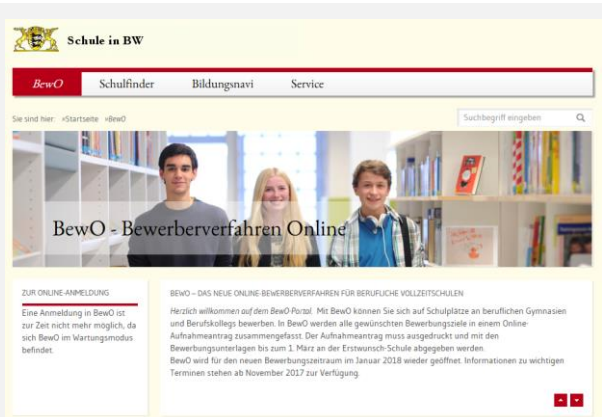 Schule in BW
BewO Schulfinder Bildungsnavi Service
Sie sind hier: »Startseite »BewO
Suchbegriff eingeben
BewO - Bewerberverfahren Online
ZUR ONLINE-ANMELDUNG
Eine Anmeldung in BewO ist
zur Zeit nicht mehr möglich, da
sich BewO im Wartungsmodus
befindet.
BEWO – DAS NEUE ONLINE-BEWERBERVERFAHREN FÜR BERUFLICHE VOLLZEITSCHULEN
Herzlich willkommen auf dem BewO-Portal. Mit BewO können Sie sich auf Schulplätze an beruflichen Gymnasien
und Berufskollegs bewerben. In BewO werden alle gewünschten Bewerbungsziele in einem Online-
Aufnahmeantrag zusammengefasst. Der Aufnahmeantrag muss ausgedruckt und mit den
Bewerbungsunterlagen bis zum 1. März an der Erstwunsch-Schule abgegeben werden.
BewO wird für den neuen Bewerbungszeitraum im Januar 2018 wieder geöffnet. Informationen zu wichtigen
Terminen stehen ab November 2017 zur Verfügung.